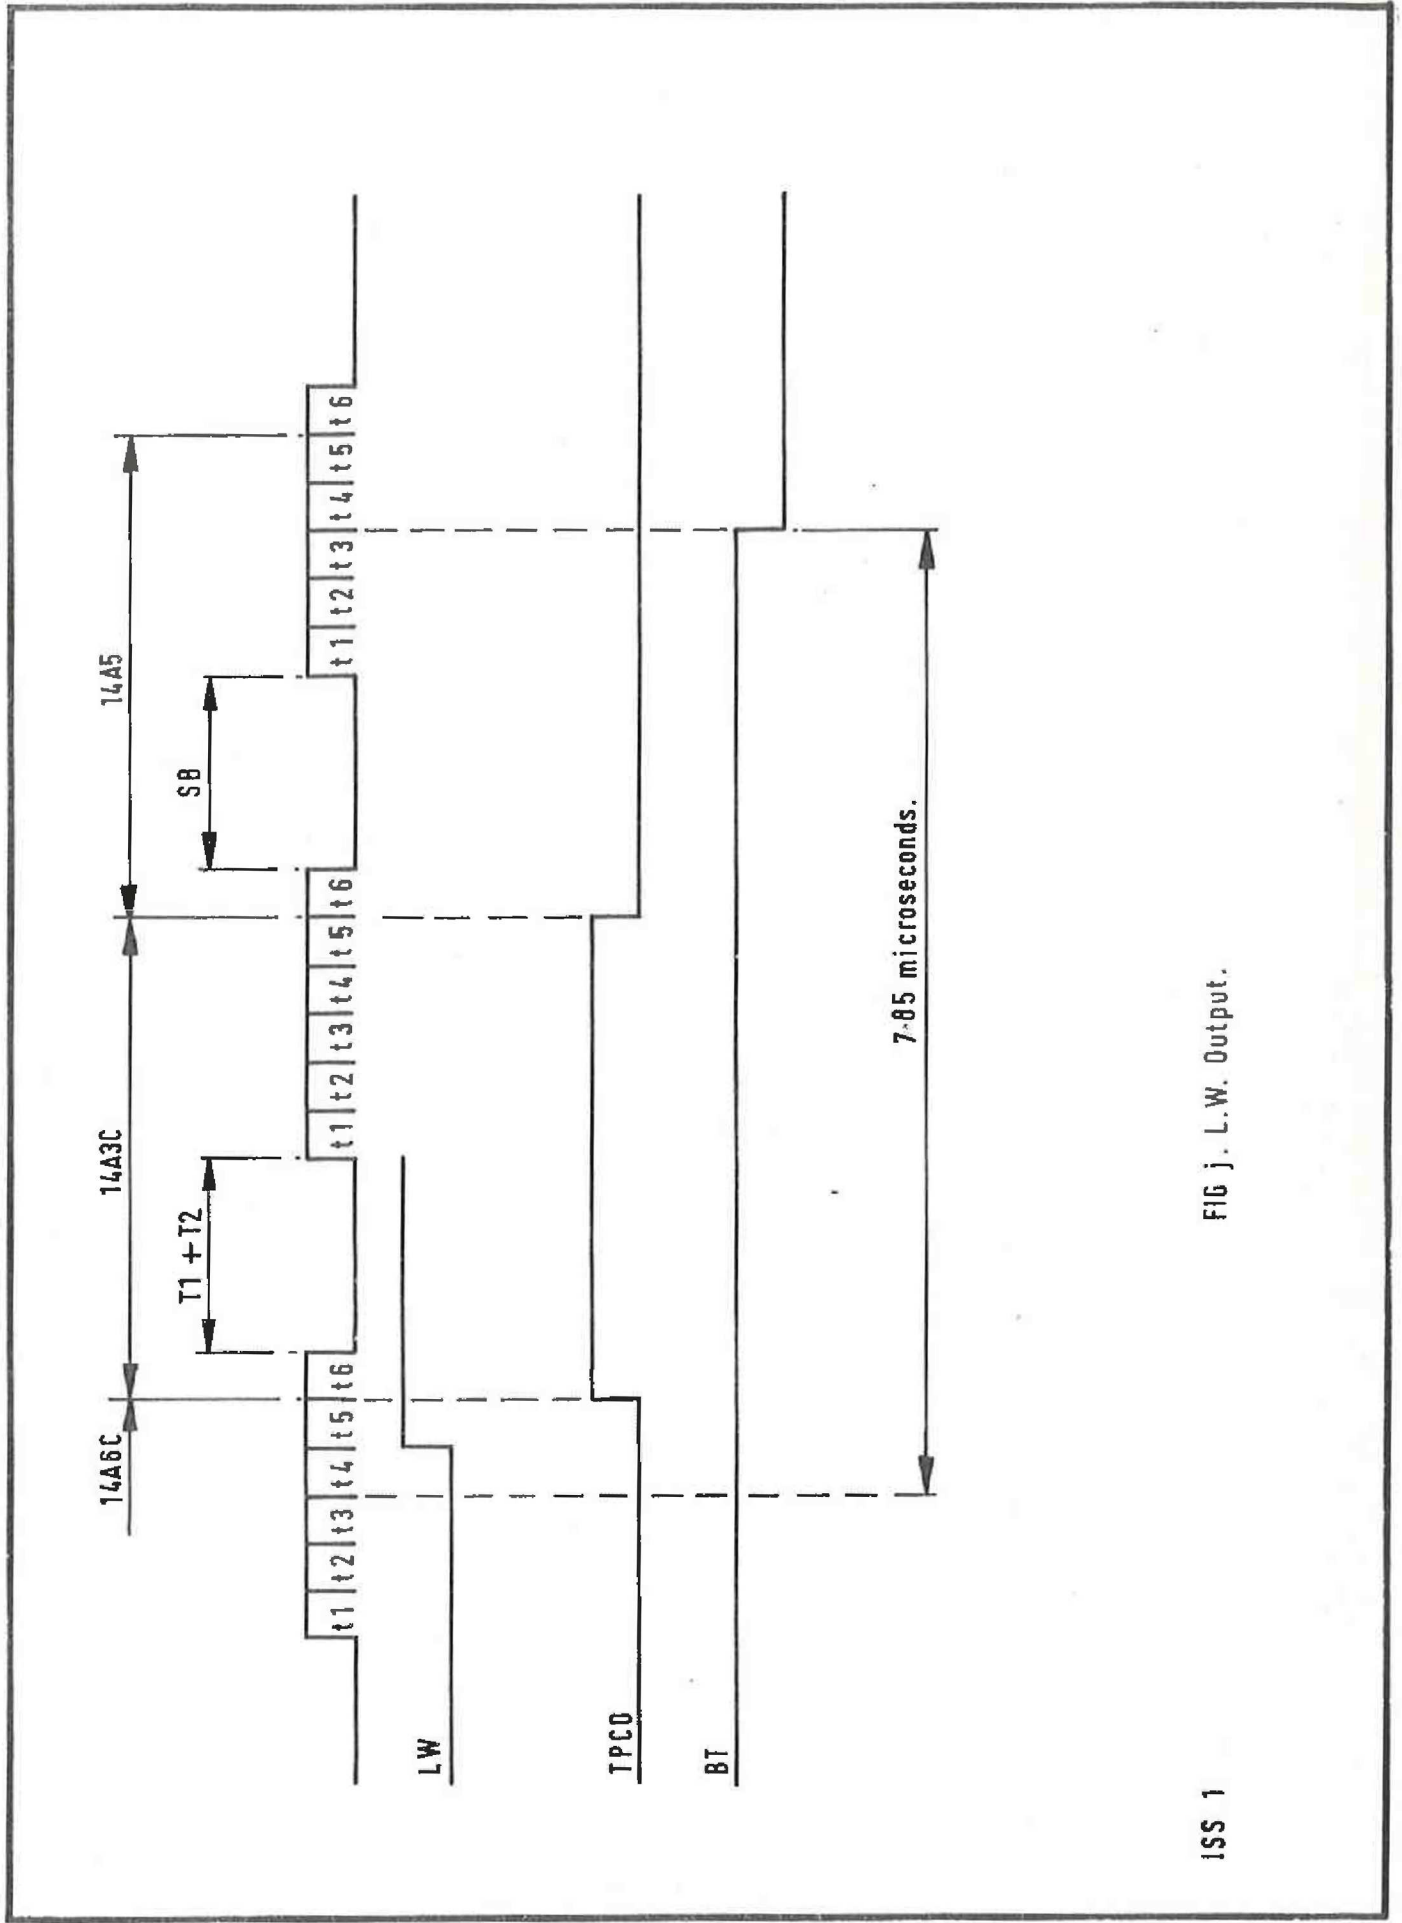 14A6C 14A3C 14A5
T1 + T2 SB
t1 t2 t3 t4 t5 t6 t1 t2 t3 t4 t5 t6 t1 t2 t3 t4 t5 t6
LW
TPCO
BT
7·85 microseconds.
FIG j. L.W. Output.
ISS 1